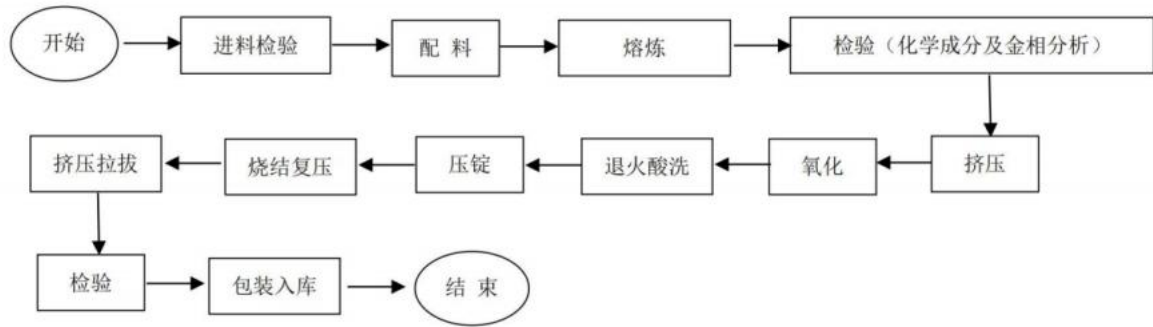 开始
进料检验
配 料
熔炼
检验（化学成分及金相分析）
挤压
氧化
退火酸洗
压锭
烧结复压
挤压拉拔
检验
包装入库
结 束